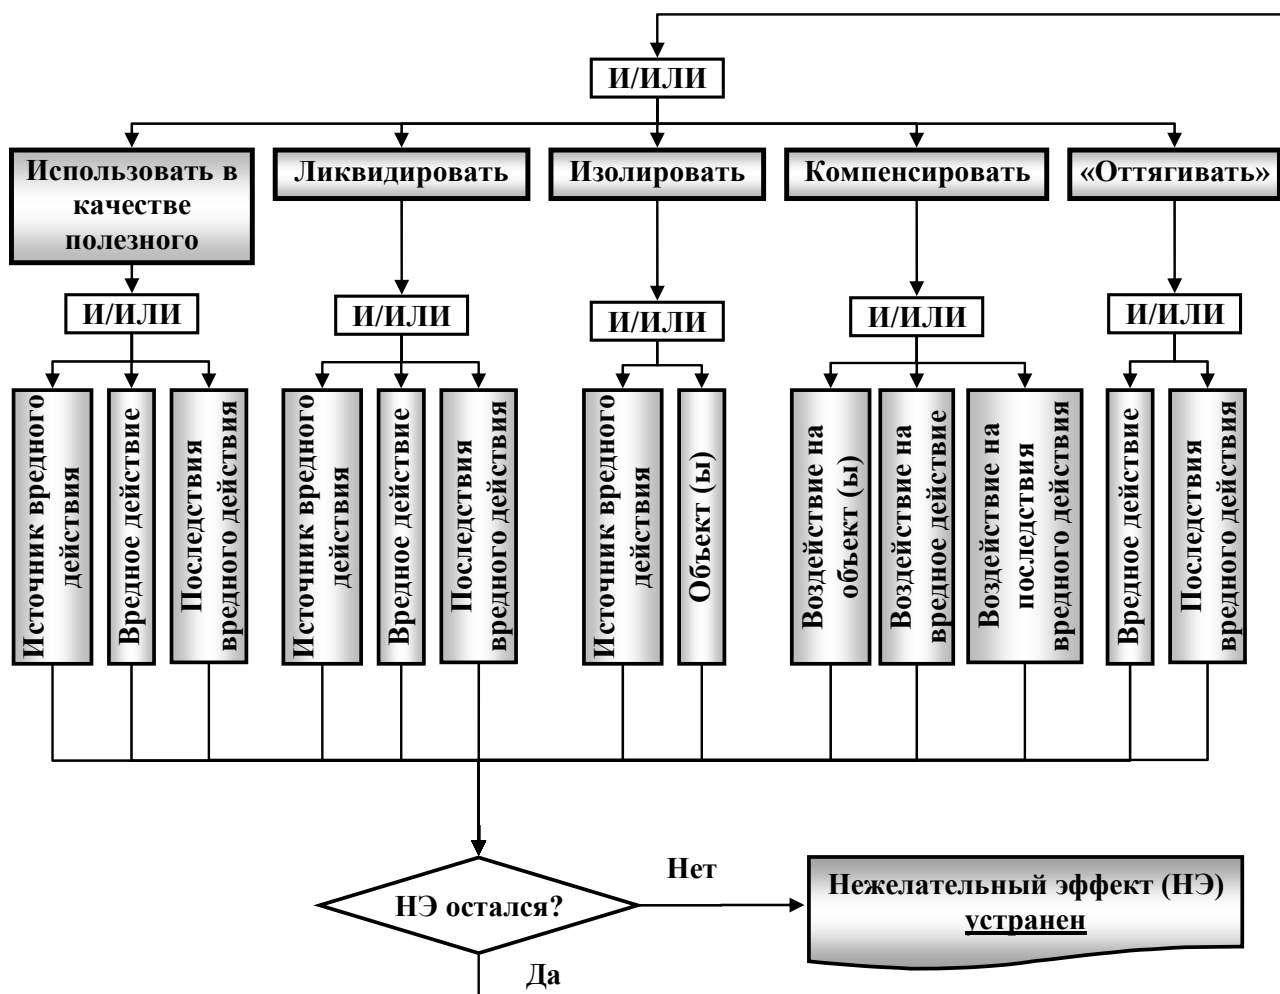 И/ИЛИ
Использовать в
качестве
полезного
Ликвидировать
Изолировать
Компенсировать
«Оттягивать»
И/ИЛИ
И/ИЛИ
И/ИЛИ
И/ИЛИ
И/ИЛИ
Источник вредного
действия
Вредное действие
Последствия
вредного действия
Источник вредного
действия
Вредное действие
Последствия
вредного действия
Источник вредного
действия
Объект (ы)
Воздействие на
объект (ы)
Воздействие на
вредное действие
Воздействие на
последствия
вредного действия
Вредное действие
Последствия
вредного действия
НЭ остался?
Нет
Нежелательный эффект (НЭ)
устранен
Да